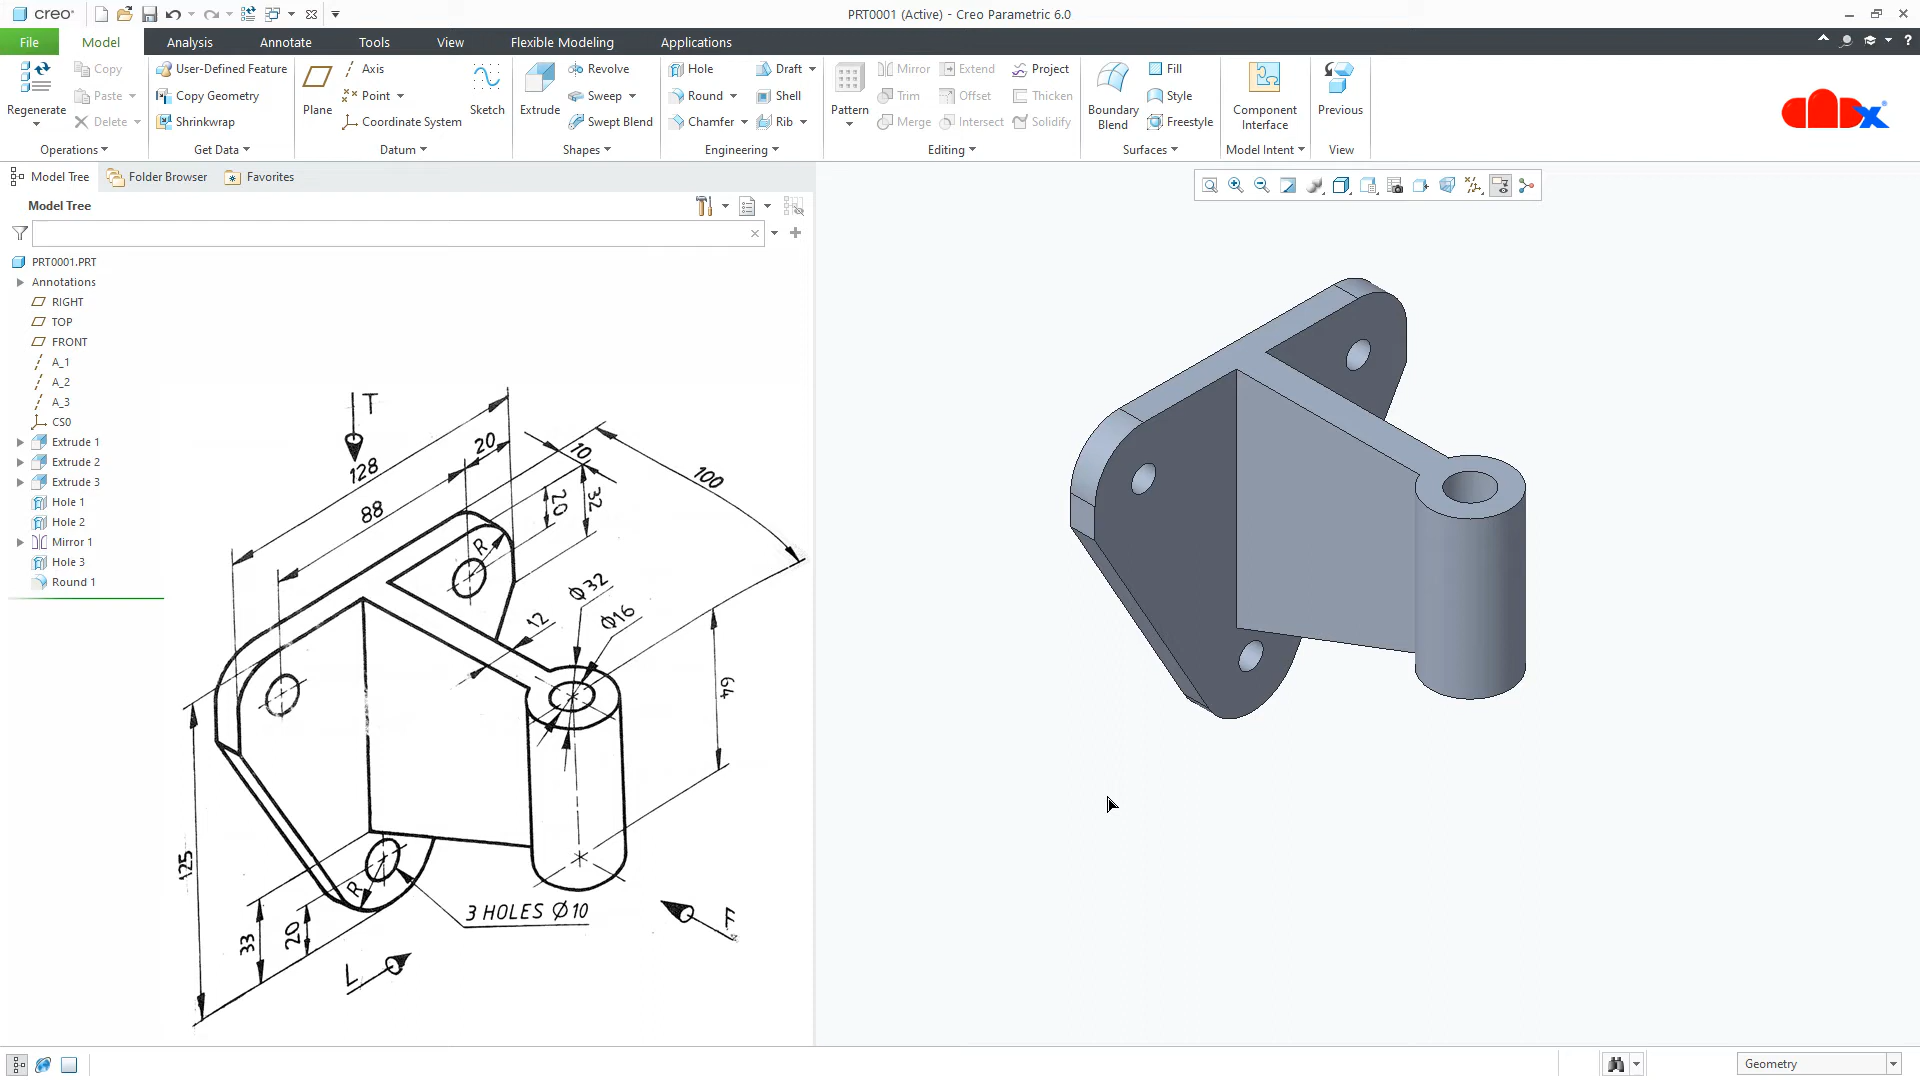 creo
PRT0001 (Active) - Creo Parametric 6.0
File Model Analysis Annotate Tools View Flexible Modeling Applications
Regenerate
Copy
Paste
Delete
Operations
User-Defined Feature
Copy Geometry
Shrinkwrap
Get Data
Plane
Axis
Point
Coordinate System
Sketch
Datum
Extrude
Revolve
Sweep
Swept Blend
Shapes
Hole
Round
Chamfer
Draft
Shell
Rib
Engineering
Pattern
Mirror
Trim
Merge
Extend
Offset
Intersect
Project
Thicken
Solidify
Editing
Boundary
Blend
Fill
Style
Freestyle
Surfaces
Component
Interface
Model Intent
Previous
View
Model Tree Folder Browser Favorites
Model Tree
PRT0001.PRT
Annotations
RIGHT
TOP
FRONT
A_1
A_2
A_3
CS0
Extrude 1
Extrude 2
Extrude 3
Hole 1
Hole 2
Mirror 1
Hole 3
Round 1
T
128
20
10
100
88
20
32
R
Φ32
Φ16
12
64
125
R
33
20
3 HOLES Φ10
F
L
Geometry